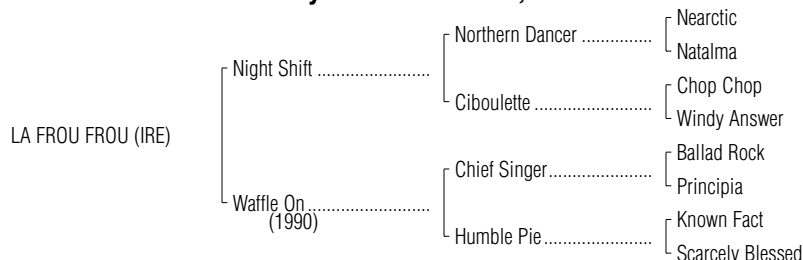 Nearctic
Northern Dancer ...............
Natalma
Night Shift ........................
Chop Chop
Ciboulette .........................
Windy Answer
LA FROU FROU (IRE)
Ballad Rock
Chief Singer.......................
Principia
Waffle On ..........................
(1990)
Known Fact
Humble Pie.......................
Scarcely Blessed